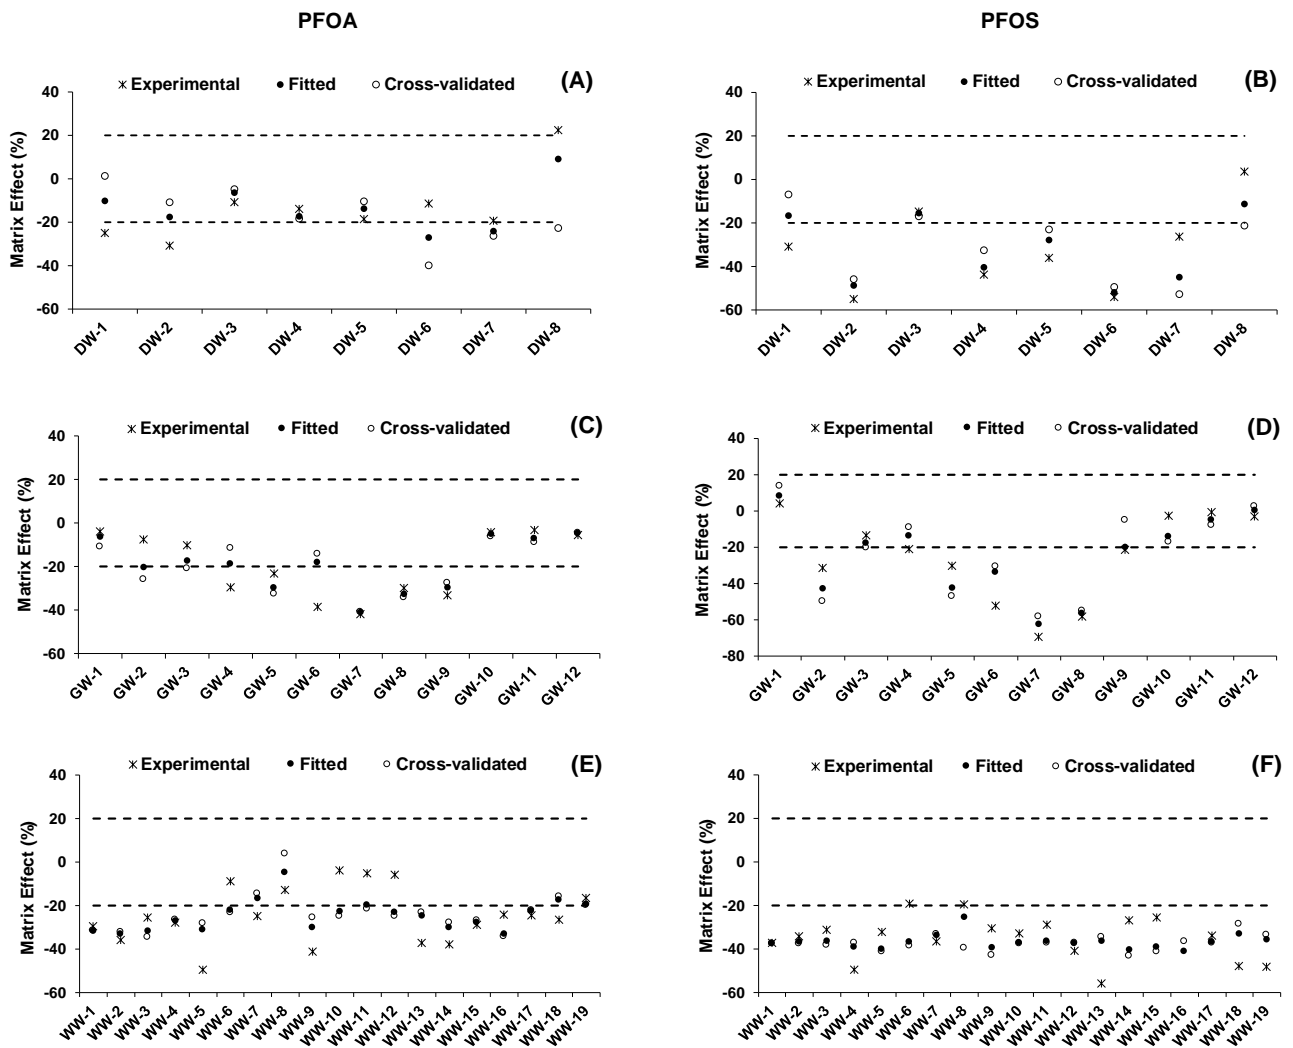 PFOA
PFOS
Experimental Fitted Cross-validated (A)
Matrix Effect (%)
40
20
0
-20
-40
-60
DW-1 DW-2 DW-3 DW-4 DW-5 DW-6 DW-7 DW-8
Experimental Fitted Cross-validated (B)
Matrix Effect (%)
40
20
0
-20
-40
-60
DW-1 DW-2 DW-3 DW-4 DW-5 DW-6 DW-7 DW-8
Experimental Fitted Cross-validated (C)
Matrix Effect (%)
40
20
0
-20
-40
-60
GW-1 GW-2 GW-3 GW-4 GW-5 GW-6 GW-7 GW-8 GW-9 GW-10 GW-11 GW-12
Experimental Fitted Cross-validated (D)
Matrix Effect (%)
40
20
0
-20
-40
-60
-80
GW-1 GW-2 GW-3 GW-4 GW-5 GW-6 GW-7 GW-8 GW-9 GW-10 GW-11 GW-12
Experimental Fitted Cross-validated (E)
Matrix Effect (%)
40
20
0
-20
-40
-60
WW-1 WW-2 WW-3 WW-4 WW-5 WW-6 WW-7 WW-8 WW-9 WW-10 WW-11 WW-12 WW-13 WW-14 WW-15 WW-16 WW-17 WW-18 WW-19
Experimental Fitted Cross-validated (F)
Matrix Effect (%)
40
20
0
-20
-40
-60
WW-1 WW-2 WW-3 WW-4 WW-5 WW-6 WW-7 WW-8 WW-9 WW-10 WW-11 WW-12 WW-13 WW-14 WW-15 WW-16 WW-17 WW-18 WW-19